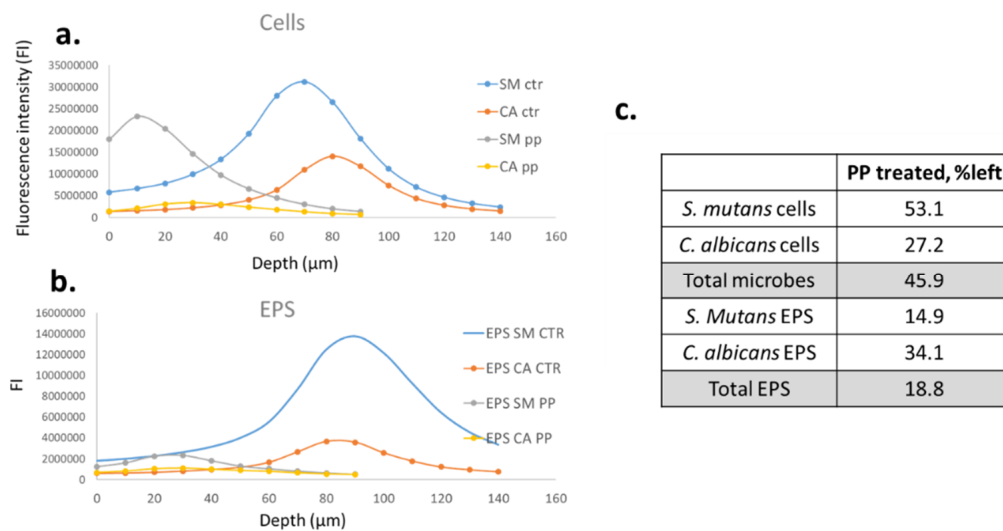 a.
Cells
Fluorescence intensity (FI)
35000000
30000000
25000000
20000000
15000000
10000000
5000000
0
0 20 40 60 80 100 120 140 160
Depth (µm)
SM ctr
CA ctr
SM pp
CA pp
b.
EPS
FI
16000000
14000000
12000000
10000000
8000000
6000000
4000000
2000000
0
0 20 40 60 80 100 120 140 160
Depth (µm)
EPS SM CTR
EPS CA CTR
EPS SM PP
EPS CA PP
c.
PP treated, %left
S. mutans cells 53.1
C. albicans cells 27.2
Total microbes 45.9
S. Mutans EPS 14.9
C. albicans EPS 34.1
Total EPS 18.8